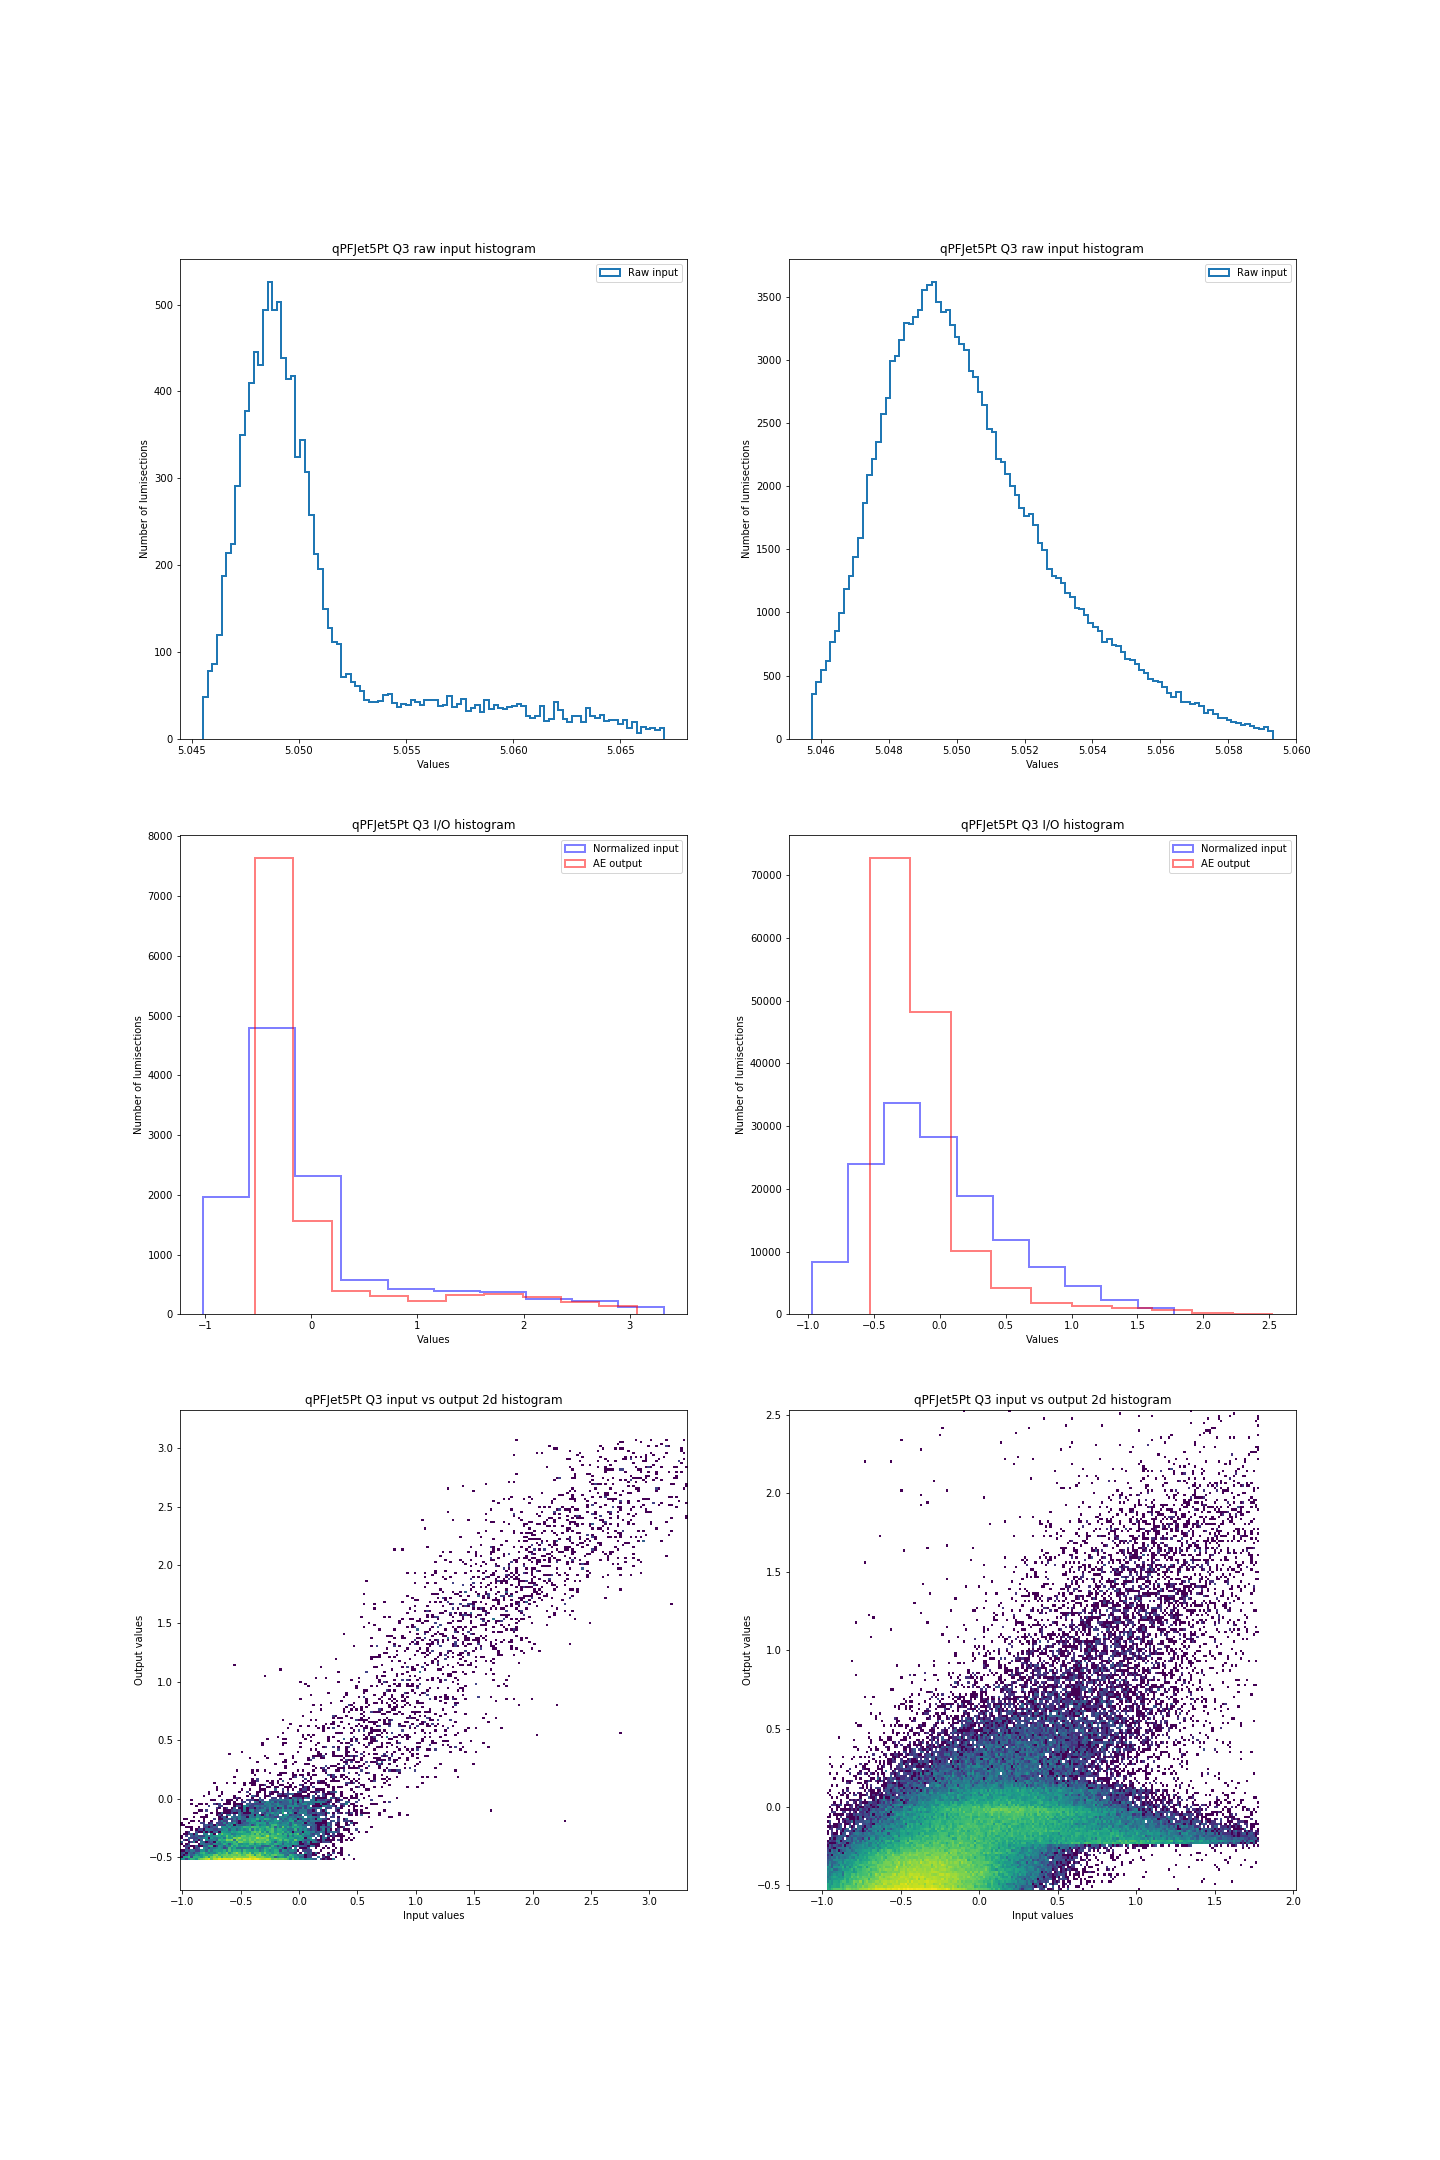 qPFJet5Pt Q3 raw input histogram
Raw input
Number of lumisections
500
400
300
200
100
0
5.045 5.050 5.055 5.060 5.065
Values
qPFJet5Pt Q3 raw input histogram
Raw input
Number of lumisections
3500
3000
2500
2000
1500
1000
500
0
5.046 5.048 5.050 5.052 5.054 5.056 5.058 5.060
Values
qPFJet5Pt Q3 I/O histogram
Normalized input
AE output
Number of lumisections
8000
7000
6000
5000
4000
3000
2000
1000
0
−1 0 1 2 3
Values
qPFJet5Pt Q3 I/O histogram
Normalized input
AE output
Number of lumisections
70000
60000
50000
40000
30000
20000
10000
0
−1.0 −0.5 0.0 0.5 1.0 1.5 2.0 2.5
Values
qPFJet5Pt Q3 input vs output 2d histogram
Output values
3.0
2.5
2.0
1.5
1.0
0.5
0.0
−0.5
−1.0 −0.5 0.0 0.5 1.0 1.5 2.0 2.5 3.0
Input values
qPFJet5Pt Q3 input vs output 2d histogram
Output values
2.5
2.0
1.5
1.0
0.5
0.0
−0.5
−1.0 −0.5 0.0 0.5 1.0 1.5 2.0
Input values